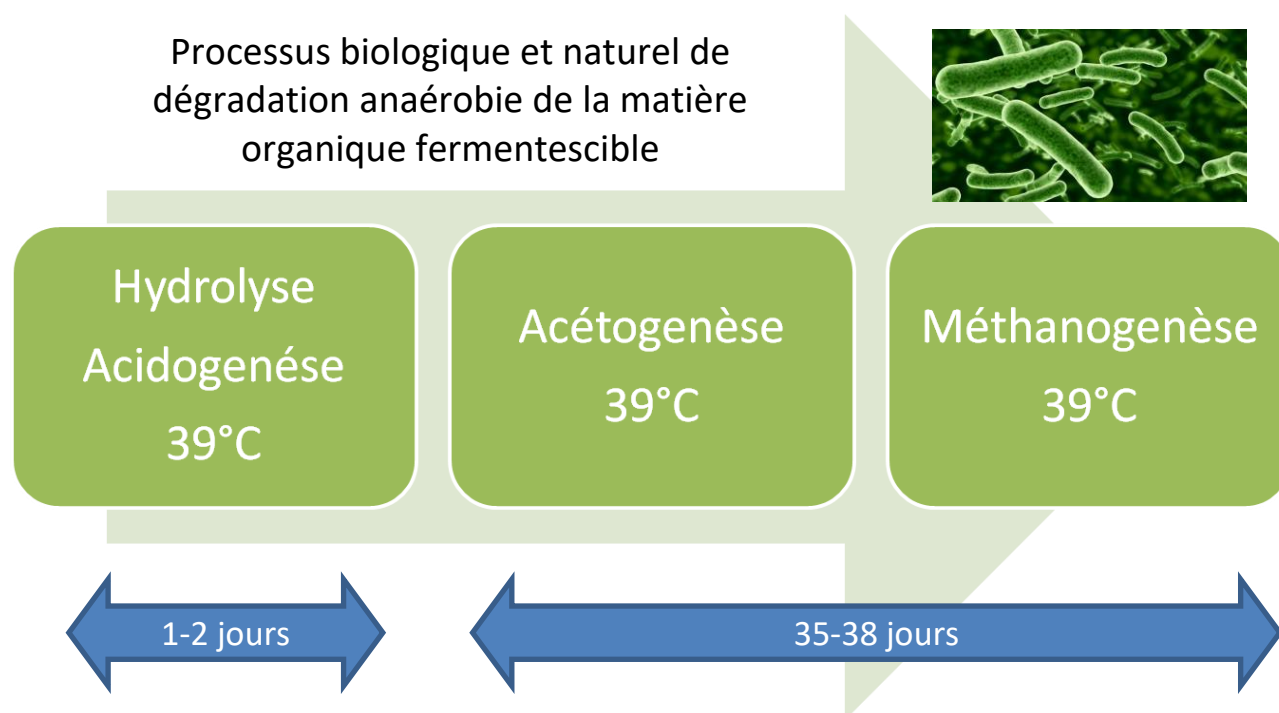 Processus biologique et naturel de
dégradation anaérobie de la matière
organique fermentescible
Hydrolyse
Acidogenése
39°C
Acétogenèse
39°C
Méthanogenèse
39°C
1-2 jours
35-38 jours